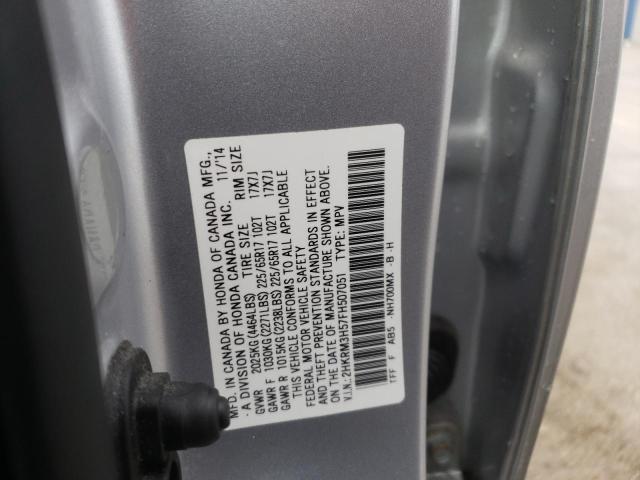 MFD. IN CANADA BY HONDA OF CANADA MFG.,
- A DIVISION OF HONDA CANADA INC. 11/14
TIRE SIZE RIM SIZE
GVWR 2025KG(4464LBS)
GAWR F 1030KG(2271LBS) 225/65R17 102T 17X7J
GAWR R 1015KG(2238LBS) 225/65R17 102T 17X7J
THIS VEHICLE CONFORMS TO ALL APPLICABLE
FEDERAL MOTOR VEHICLE SAFETY
AND THEFT PREVENTION STANDARDS IN EFFECT
ON THE DATE OF MANUFACTURE SHOWN ABOVE.
V.I.N.: 2HKRM3H57FH507051 TYPE: MPV
TFF F AB5 -NH700MX - B -H